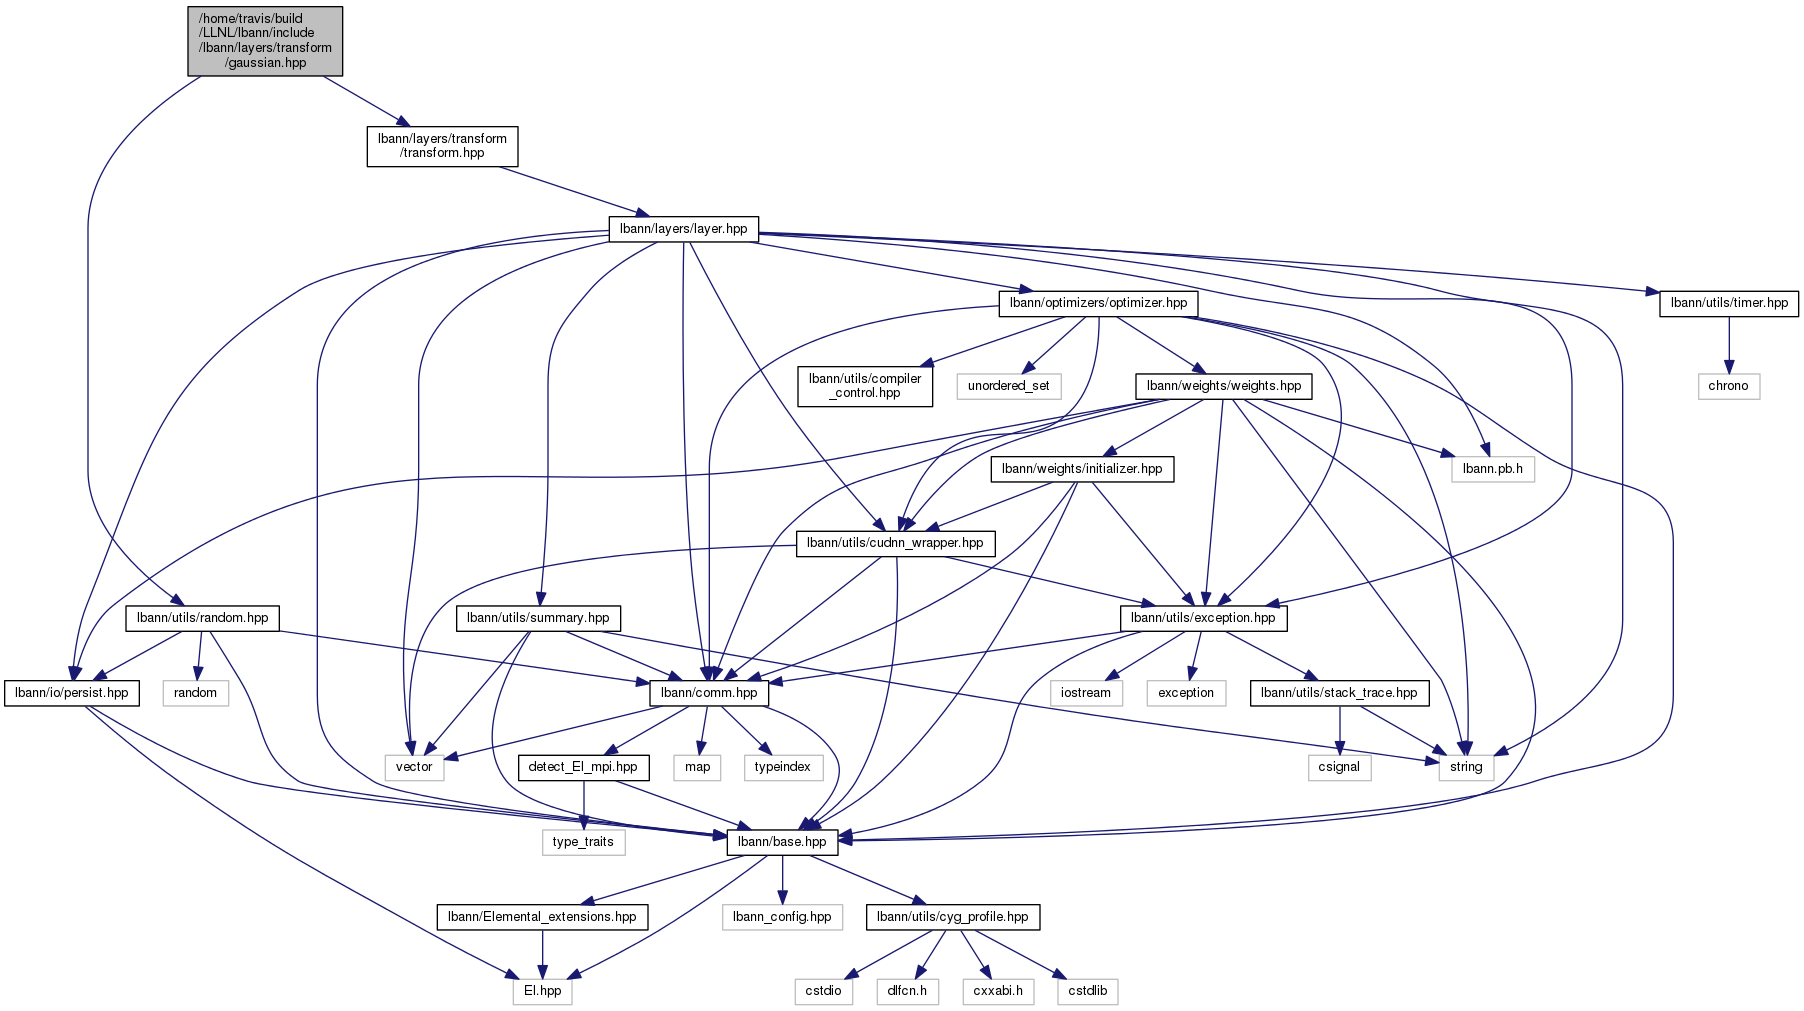 /home/travis/build
/LLNL/lbann/include
/lbann/layers/transform
/gaussian.hpp
lbann/layers/transform
/transform.hpp
lbann/layers/layer.hpp
lbann/optimizers/optimizer.hpp
lbann/utils/timer.hpp
lbann/utils/compiler
_control.hpp
unordered_set
lbann/weights/weights.hpp
chrono
lbann/weights/initializer.hpp
lbann.pb.h
lbann/utils/cudnn_wrapper.hpp
lbann/utils/random.hpp
lbann/utils/summary.hpp
lbann/utils/exception.hpp
lbann/io/persist.hpp
random
lbann/comm.hpp
iostream
exception
lbann/utils/stack_trace.hpp
vector
detect_El_mpi.hpp
map
typeindex
csignal
string
type_traits
lbann/base.hpp
lbann/Elemental_extensions.hpp
lbann_config.hpp
lbann/utils/cyg_profile.hpp
El.hpp
cstdio
dlfcn.h
cxxabi.h
cstdlib